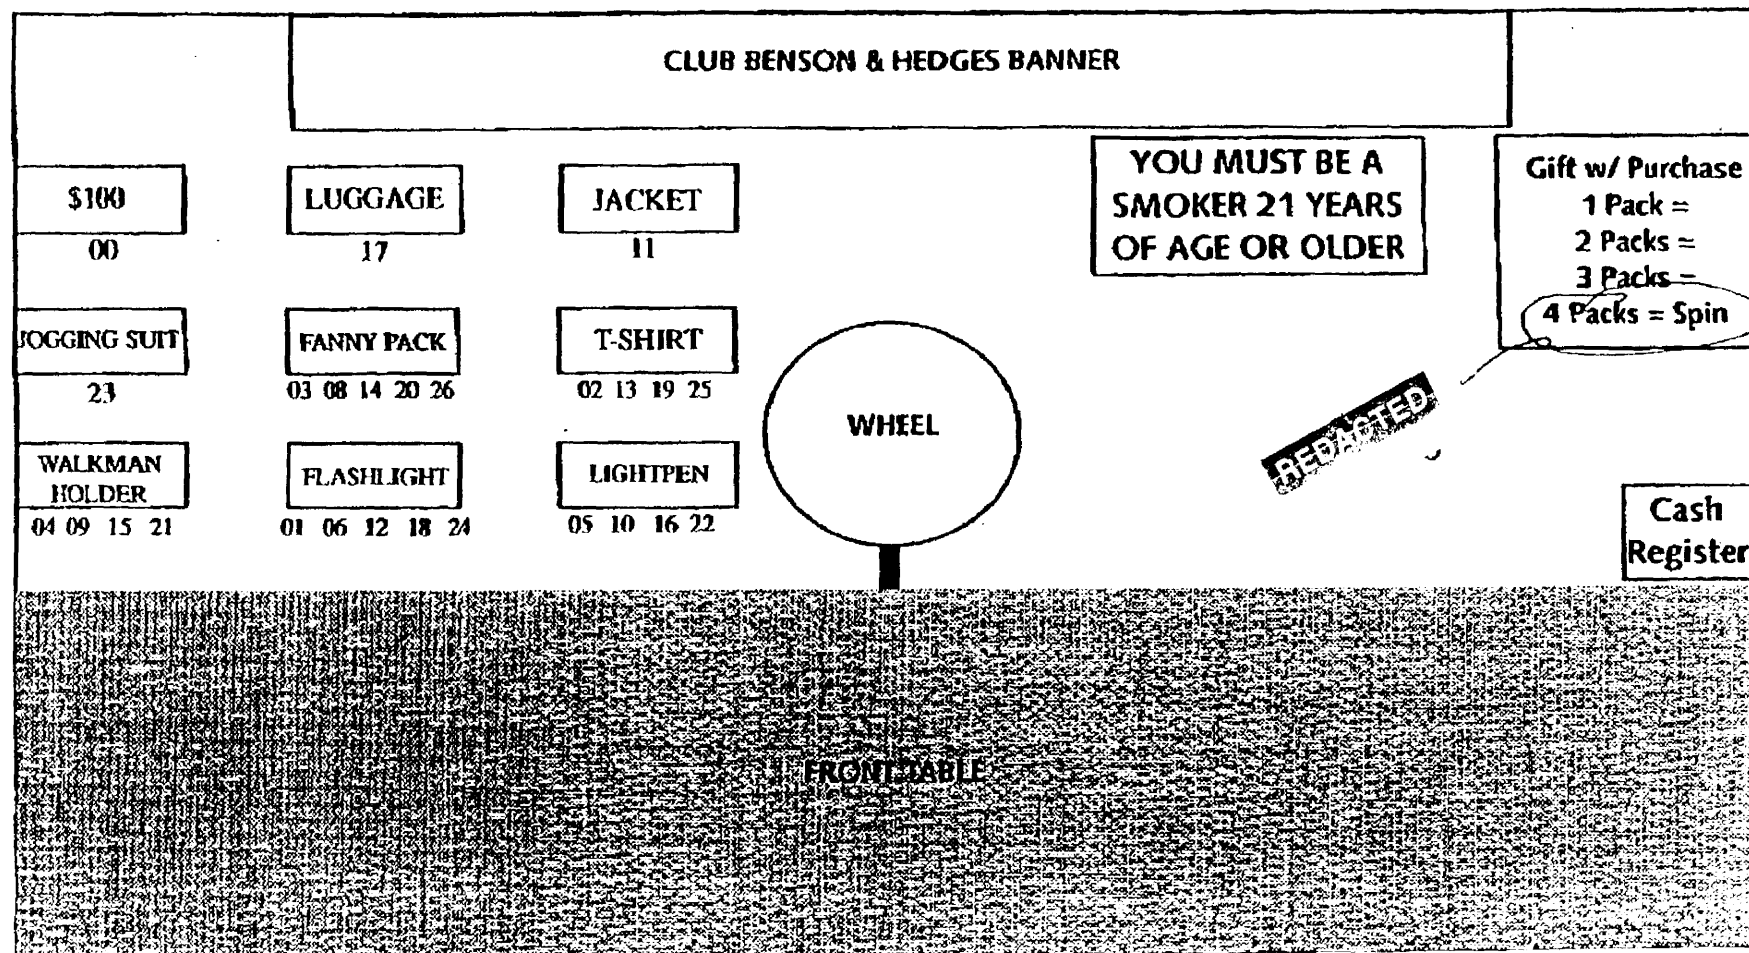 CLUB BENSON & HEDGES BANNER
YOU MUST BE A
SMOKER 21 YEARS
OF AGE OR OLDER
Gift w/ Purchase
1 Pack =
2 Packs =
3 Packs =
4 Packs = Spin
$100
LUGGAGE
JACKET
00
17
11
JOGGING SUIT
FANNY PACK
T-SHIRT
23
03 08 14 20 26
02 13 19 25
WHEEL
REDACTED
WALKMAN
HOLDER
FLASHLIGHT
LIGHTPEN
04 09 15 21
01 06 12 18 24
05 10 16 22
Cash
Register
FRONT TABLE